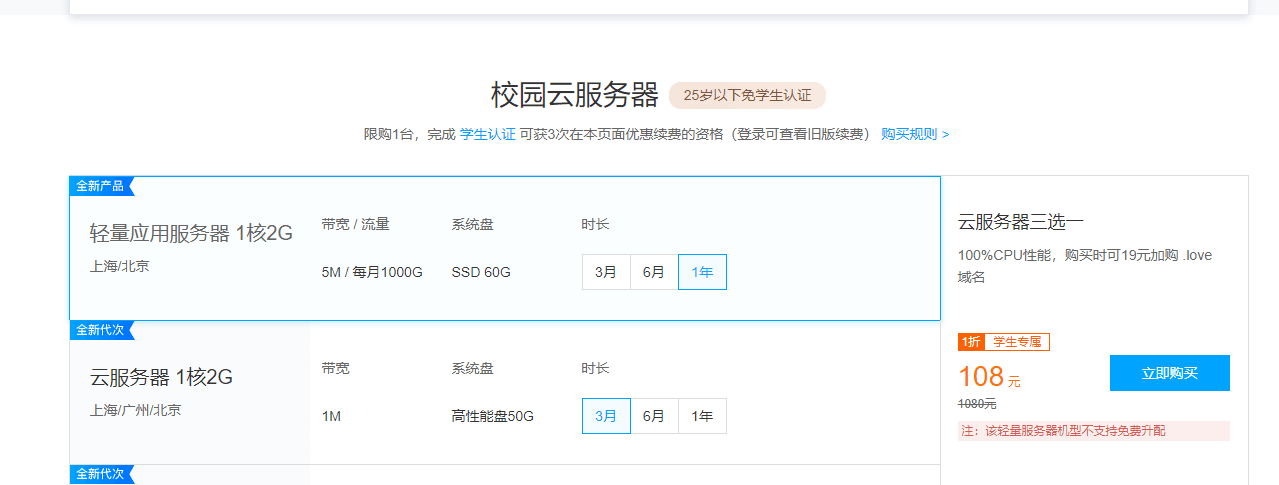 校园云服务器 25岁以下免学生认证
限购1台，完成 学生认证 可获3次在本页面优惠续费的资格（登录可查看旧版续费） 购买规则 >
全新产品
轻量应用服务器 1核2G
上海/北京
带宽 / 流量 系统盘 时长
5M / 每月1000G SSD 60G 3月 6月 1年
全新代次
云服务器 1核2G
上海/广州/北京
带宽 系统盘 时长
1M 高性能盘50G 3月 6月 1年
全新代次
云服务器三选一
100%CPU性能，购买时可19元加购 .love
域名
1折 学生专属
108 元
1080元
立即购买
注：该轻量服务器机型不支持免费升配